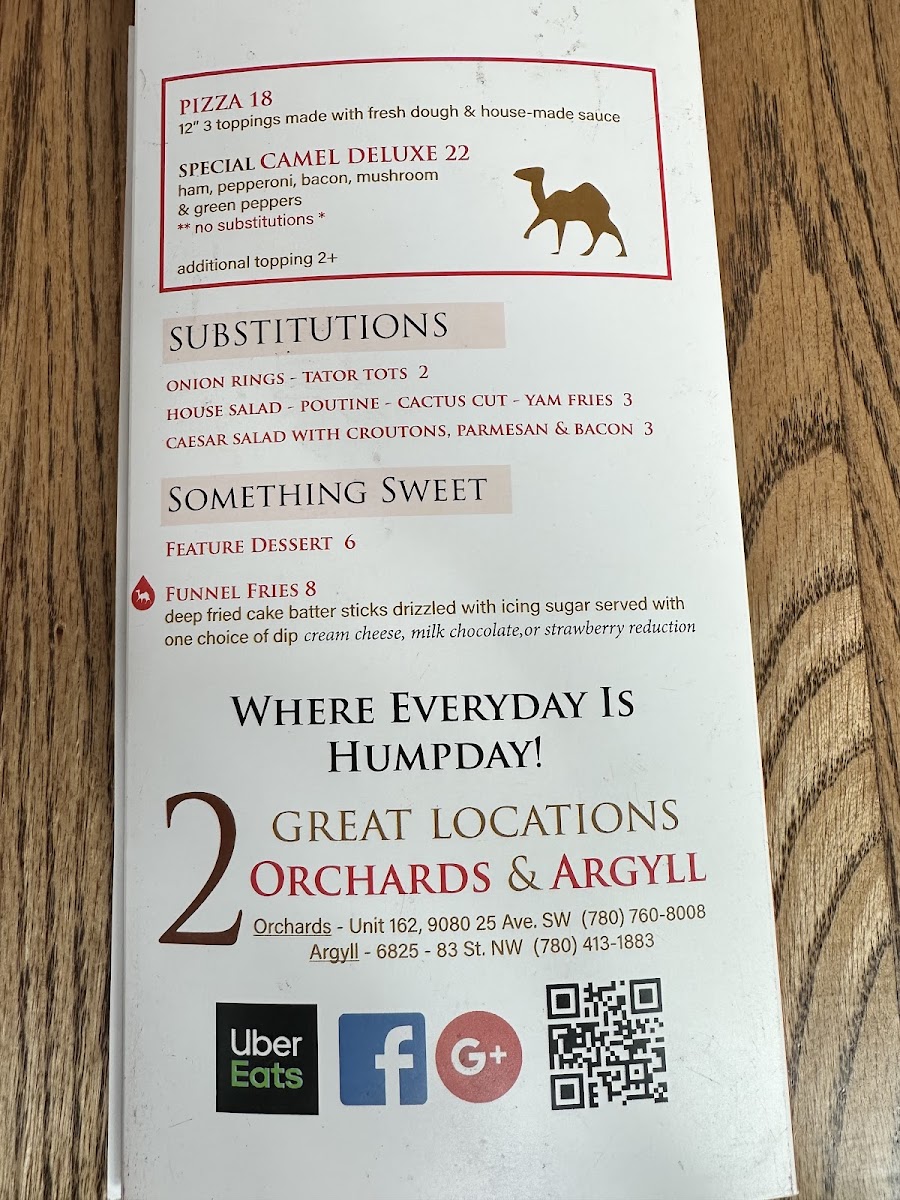 PIZZA 18
12" 3 toppings made with fresh dough & house-made sauce
SPECIAL CAMEL DELUXE 22
ham, pepperoni, bacon, mushroom
& green peppers
** no substitutions *
additional topping 2+
SUBSTITUTIONS
ONION RINGS - TATOR TOTS 2
HOUSE SALAD - POUTINE - CACTUS CUT - YAM FRIES 3
CAESAR SALAD WITH CROUTONS, PARMESAN & BACON 3
SOMETHING SWEET
FEATURE DESSERT 6
FUNNEL FRIES 8
deep fried cake batter sticks drizzled with icing sugar served with
one choice of dip cream cheese, milk chocolate,or strawberry reduction
WHERE EVERYDAY IS
HUMPDAY!
2 GREAT LOCATIONS
ORCHARDS & ARGYLL
Orchards - Unit 162, 9080 25 Ave. SW (780) 760-8008
Argyll - 6825 - 83 St. NW (780) 413-1883
Uber
Eats
f
G+